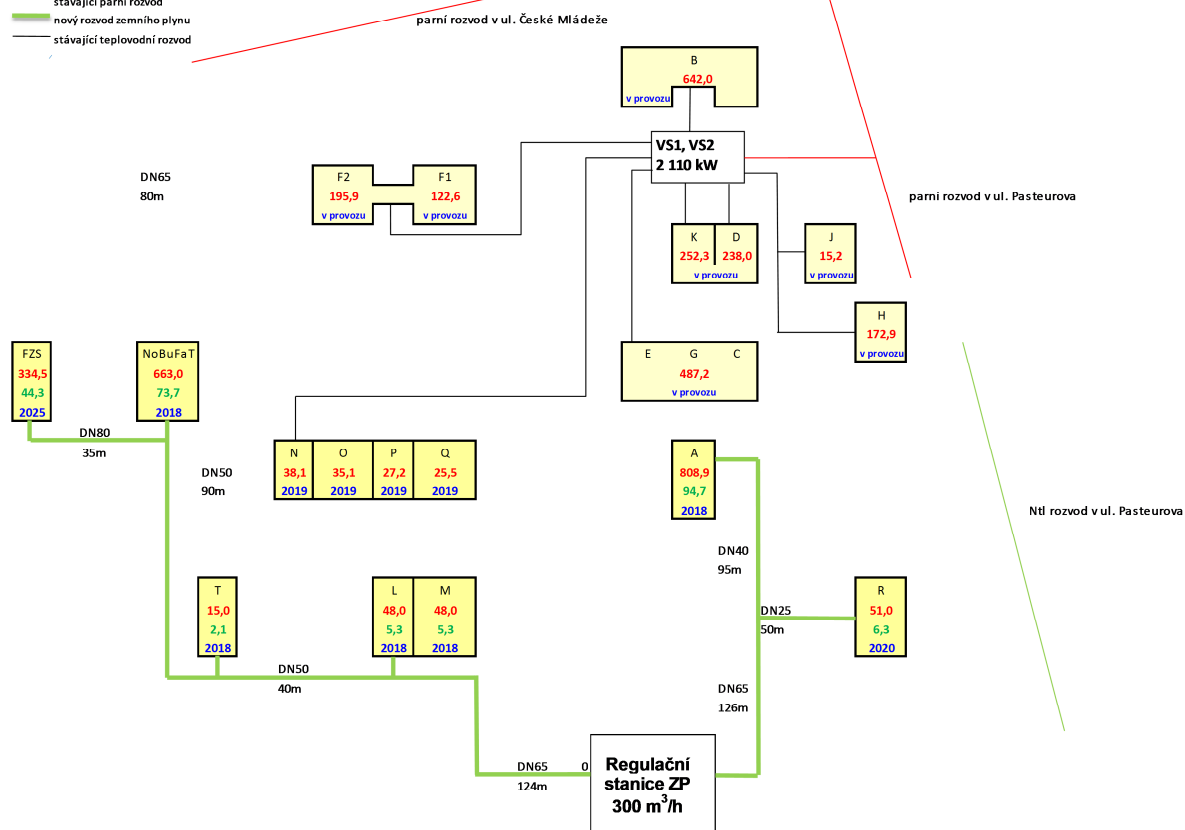 stávající parní rozvod
nový rozvod zemního plynu
stávající teplovodní rozvod
parní rozvod v ul. České Mládeže
B
642,0
v provozu
VS1, VS2
2 110 kW
DN65
80m
F2
195,9
v provozu
F1
122,6
v provozu
parni rozvod v ul. Pasteurova
K
252,3
D
238,0
v provozu
J
15,2
v provozu
H
172,9
v provozu
FZS
334,5
44,3
2025
NoBuFaT
663,0
73,7
2018
E G C
487,2
v provozu
DN80
35m
DN50
90m
N
38,1
2019
O
35,1
2019
P
27,2
2019
Q
25,5
2019
A
808,9
94,7
2018
Ntl rozvod v ul. Pasteurova
DN40
95m
T
15,0
2,1
2018
L
48,0
5,3
2018
M
48,0
5,3
2018
DN25
50m
R
51,0
6,3
2020
DN50
40m
DN65
126m
DN65
124m
0
Regulační
stanice ZP
300 m³/h